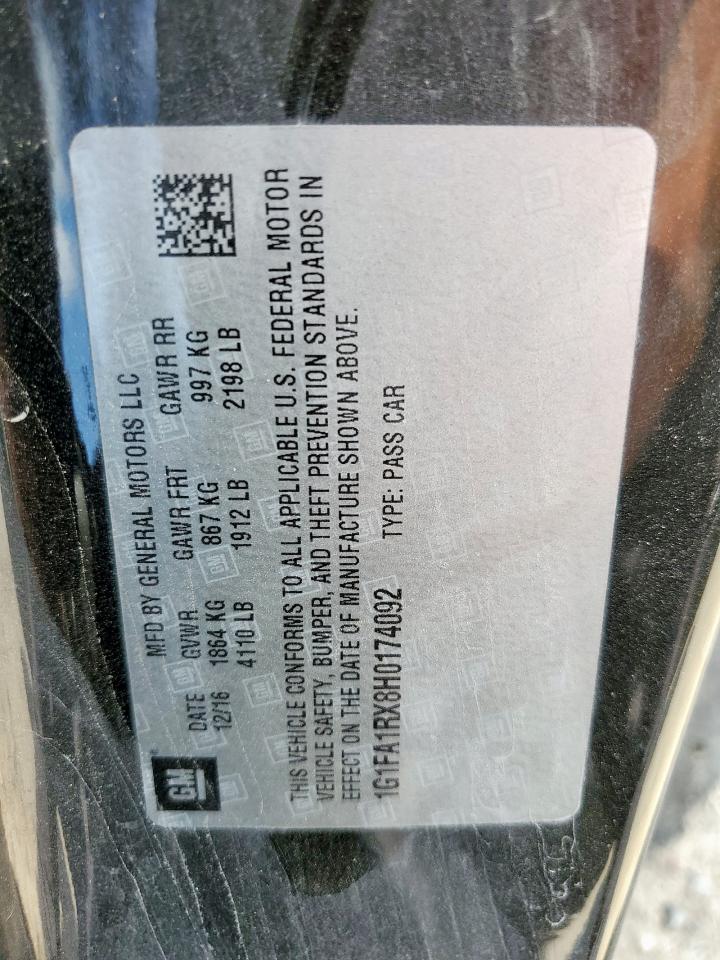 GM
MFD BY GENERAL MOTORS LLC
DATE GVWR GAWR FRT GAWR RR
12/16 1864 KG 867 KG 997 KG
4110 LB 1912 LB 2198 LB
THIS VEHICLE CONFORMS TO ALL APPLICABLE U.S. FEDERAL MOTOR
VEHICLE SAFETY, BUMPER, AND THEFT PREVENTION STANDARDS IN
EFFECT ON THE DATE OF MANUFACTURE SHOWN ABOVE.
1G1FA1RX8H0174092 TYPE: PASS CAR